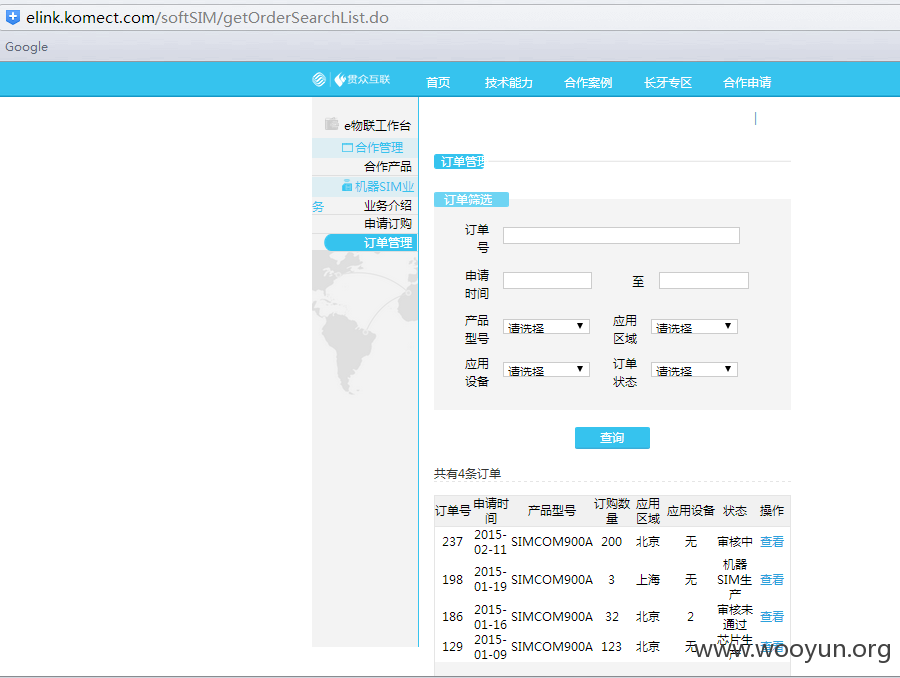 elink.komect.com/softSIM/getOrderSearchList.do
Google
贯众互联 首页 技术能力 合作案例 长牙专区 合作申请
e物联工作台
合作管理
合作产品
机器SIM业
务
业务介绍
申请订购
订单管理
订单管理
订单筛选
订单
号
申请
时间
至
产品
型号
请选择
应用
区域
请选择
应用
设备
请选择
订单
状态
请选择
查询
共有4条订单
订单号 申请时间 产品型号 订购数量 应用区域 应用设备 状态 操作
237 2015-02-11 SIMCOM900A 200 北京 无 审核中 查看
198 2015-01-19 SIMCOM900A 3 上海 无 机器SIM生产 查看
186 2015-01-16 SIMCOM900A 32 北京 2 审核未通过 查看
129 2015-01-09 SIMCOM900A 123 北京 无 芯片生产 查看
www.wooyun.org